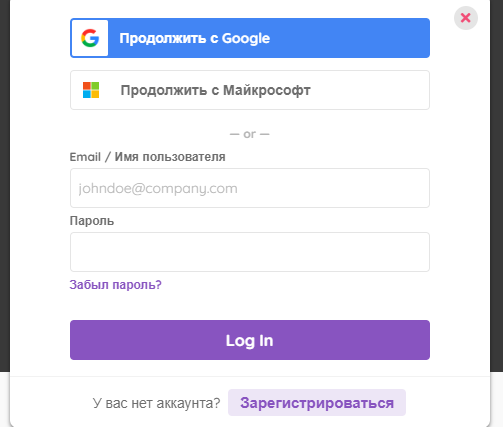 Продолжить с Google
Продолжить с Майкрософт
— or —
Email / Имя пользователя
johndoe@company.com
Пароль
Забыл пароль?
Log In
У вас нет аккаунта? Зарегистрироваться